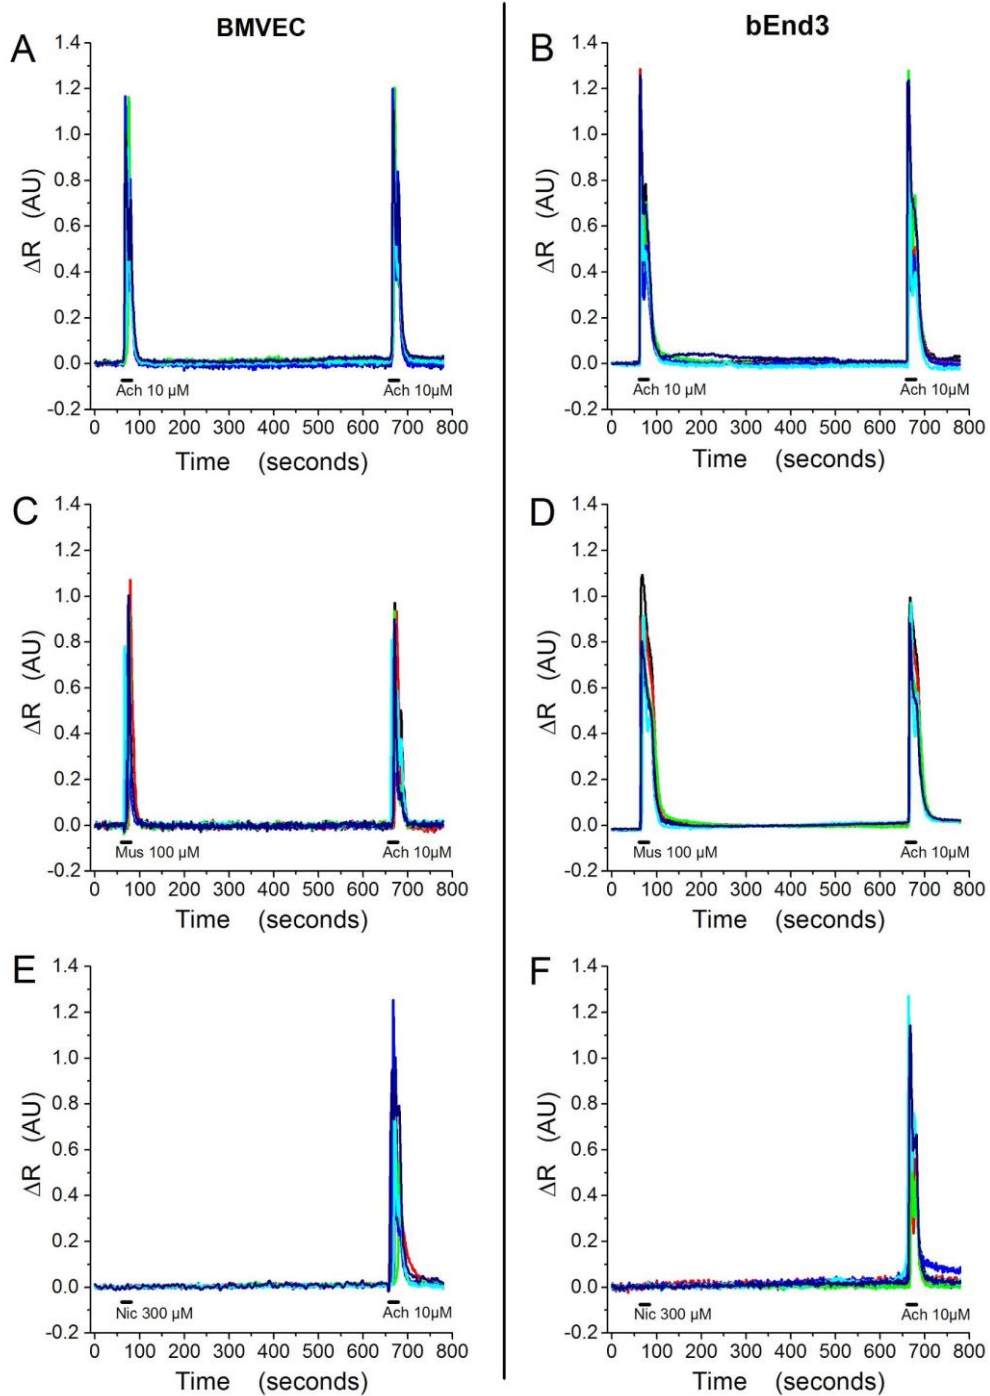 BMVEC
bEnd3
A
1.4
1.2
1.0
0.8
0.6
0.4
0.2
0.0
-0.2
ΔR (AU)
Ach 10 µM
Ach 10µM
0 100 200 300 400 500 600 700 800
Time (seconds)
B
1.4
1.2
1.0
0.8
0.6
0.4
0.2
0.0
-0.2
ΔR (AU)
Ach 10 µM
Ach 10µM
0 100 200 300 400 500 600 700 800
Time (seconds)
C
1.4
1.2
1.0
0.8
0.6
0.4
0.2
0.0
-0.2
ΔR (AU)
Mus 100 µM
Ach 10µM
0 100 200 300 400 500 600 700 800
Time (seconds)
D
1.4
1.2
1.0
0.8
0.6
0.4
0.2
0.0
-0.2
ΔR (AU)
Mus 100 µM
Ach 10µM
0 100 200 300 400 500 600 700 800
Time (seconds)
E
1.4
1.2
1.0
0.8
0.6
0.4
0.2
0.0
-0.2
ΔR (AU)
Nic 300 µM
Ach 10µM
0 100 200 300 400 500 600 700 800
Time (seconds)
F
1.4
1.2
1.0
0.8
0.6
0.4
0.2
0.0
-0.2
ΔR (AU)
Nic 300 µM
Ach 10µM
0 100 200 300 400 500 600 700 800
Time (seconds)